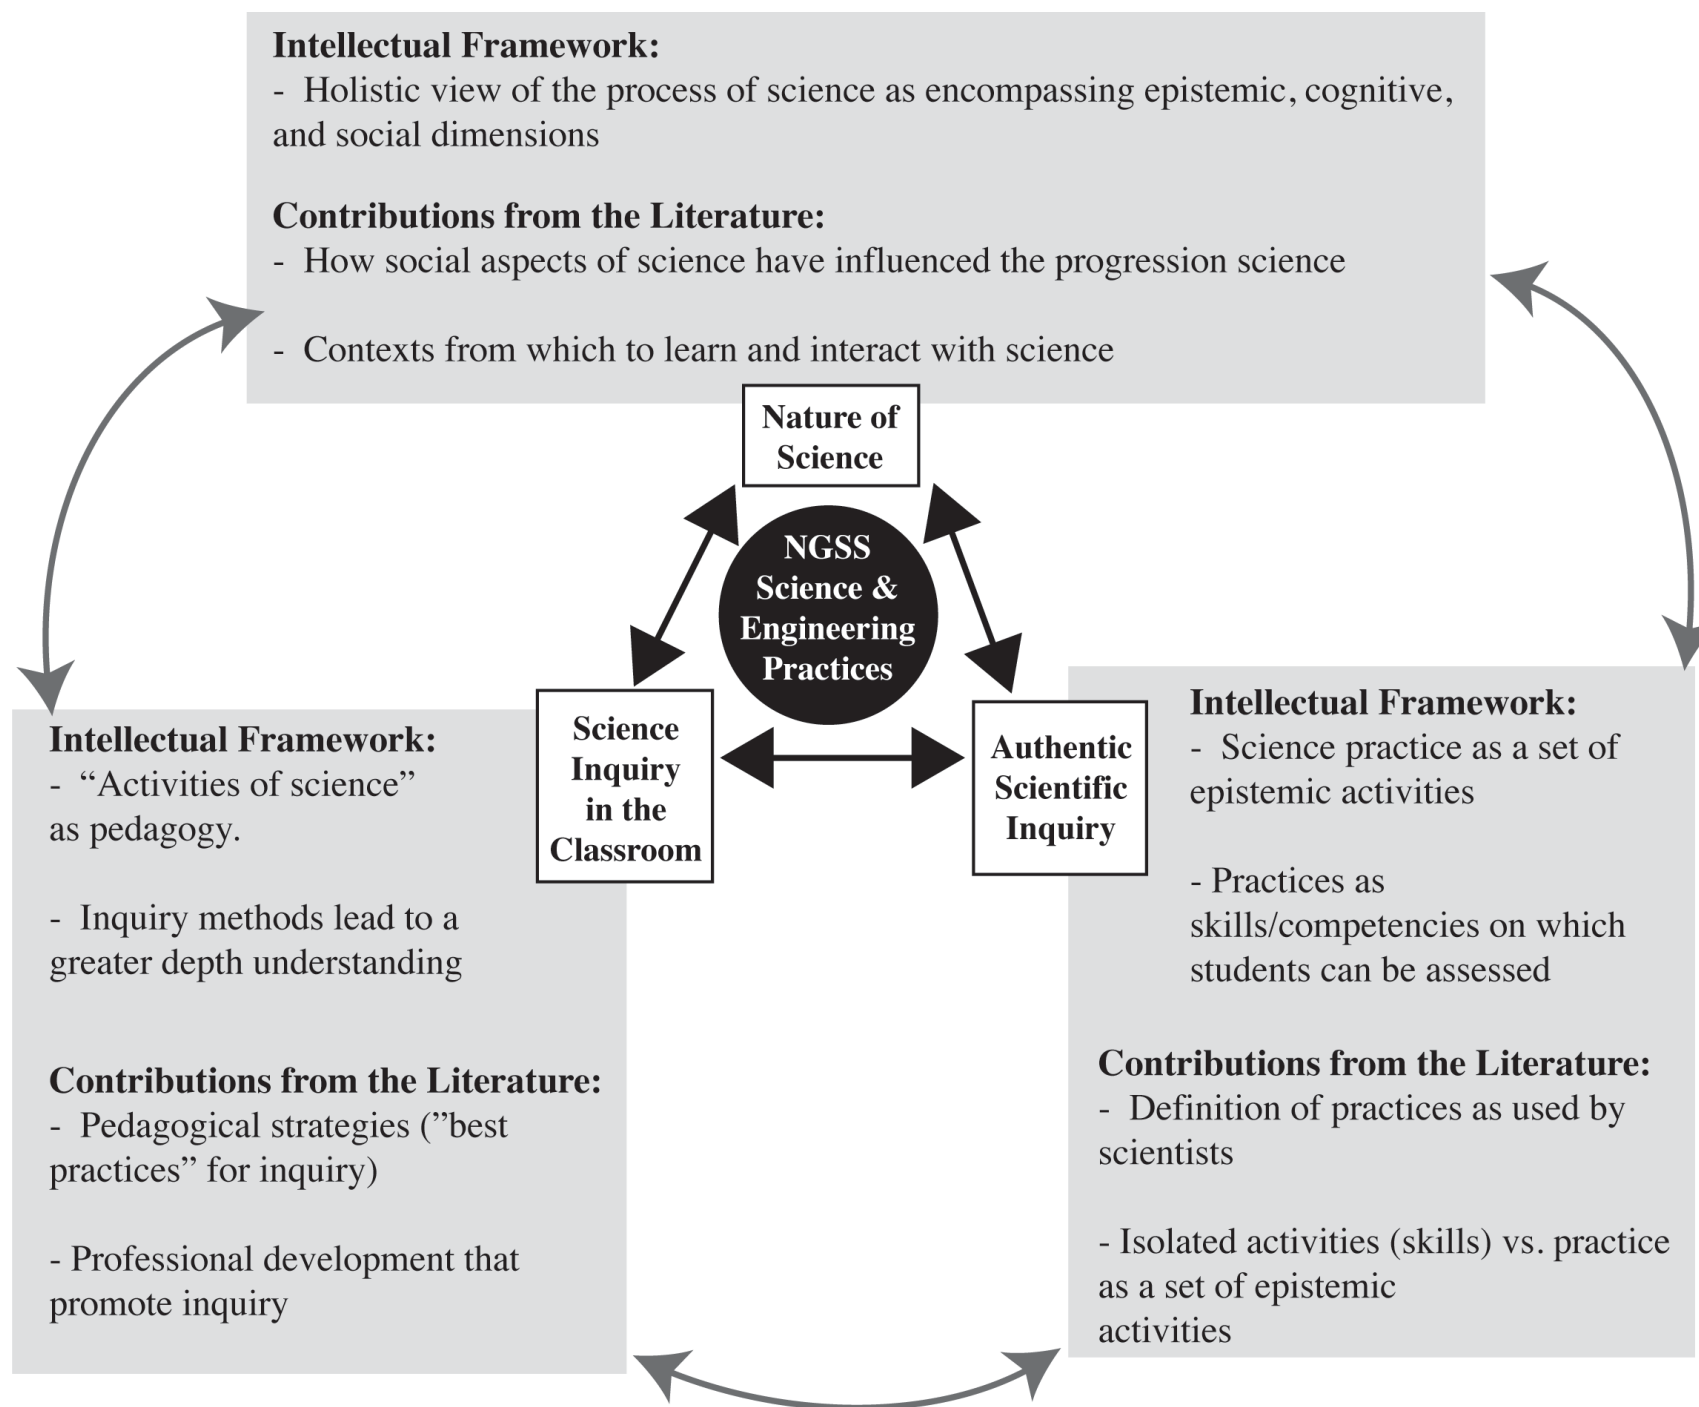 Intellectual Framework:
- Holistic view of the process of science as encompassing epistemic, cognitive,
and social dimensions
Contributions from the Literature:
- How social aspects of science have influenced the progression science
- Contexts from which to learn and interact with science
Nature of
Science
NGSS
Science &
Engineering
Practices
Science
Inquiry
in the
Classroom
Authentic
Scientific
Inquiry
Intellectual Framework:
- “Activities of science”
as pedagogy.
- Inquiry methods lead to a
greater depth understanding
Contributions from the Literature:
- Pedagogical strategies (”best
practices” for inquiry)
- Professional development that
promote inquiry
Intellectual Framework:
- Science practice as a set of
epistemic activities
- Practices as
skills/competencies on which
students can be assessed
Contributions from the Literature:
- Definition of practices as used by
scientists
- Isolated activities (skills) vs. practice
as a set of epistemic
activities